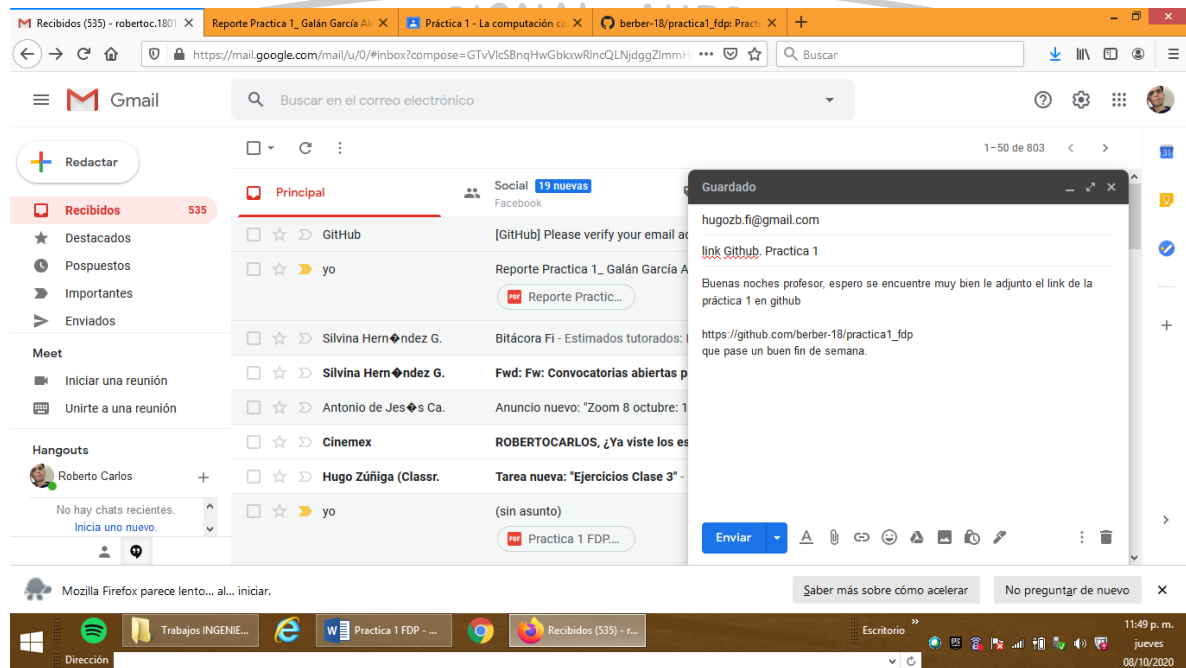 Recibidos (535) - robertoc.1801
Reporte Practica 1_ Galán García Al
Práctica 1 - La computación co
berber-18/practica1_fdp: Practi
https://mail.google.com/mail/u/0/#inbox?compose=GTvVlcSBnqHwGbkxwRlncQLNjdggZlmmH
Buscar
Gmail
Buscar en el correo electrónico
Redactar
1–50 de 803
31
Principal
Social 19 nuevas
Facebook
Guardado
Recibidos 535
Destacados
Pospuestos
Importantes
Enviados
GitHub [GitHub] Please verify your email ad
yo Reporte Practica 1_ Galán García A
PDF Reporte Practic...
Silvina Hern�ndez G. Bitácora Fi - Estimados tutorados:
Silvina Hern�ndez G. Fwd: Fw: Convocatorias abiertas p
Antonio de Jes�s Ca. Anuncio nuevo: "Zoom 8 octubre: 1
Cinemex ROBERTOCARLOS, ¿Ya viste los es
Hugo Zúñiga (Classr. Tarea nueva: "Ejercicios Clase 3" -
yo (sin asunto)
PDF Practica 1 FDP....
hugozb.fi@gmail.com
link Github. Practica 1
Buenas noches profesor, espero se encuentre muy bien le adjunto el link de la
práctica 1 en github
https://github.com/berber-18/practica1_fdp
que pase un buen fin de semana.
Enviar
Meet
Iniciar una reunión
Unirte a una reunión
Hangouts
Roberto Carlos
No hay chats recientes.
Inicia uno nuevo.
Mozilla Firefox parece lento... al... iniciar.
Saber más sobre cómo acelerar
No preguntar de nuevo
Trabajos INGENIE...
Practica 1 FDP - ...
Recibidos (535) - r...
Escritorio
Dirección
11:49 p. m.
jueves
08/10/2020